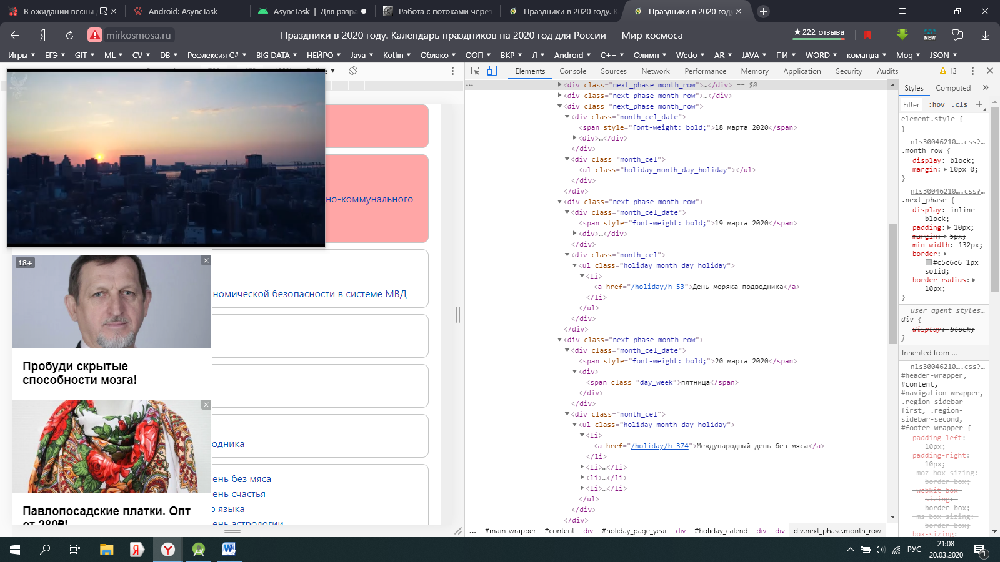 В ожидании весны
Android: AsyncTask
AsyncTask | Для разра
Работа с потоками через
Праздники в 2020 году. К
Праздники в 2020 году
mirkosmosa.ru
Праздники в 2020 году. Календарь праздников на 2020 год для России — Мир космоса
★222 отзыва
NEW
Игры ЕГЭ GIT ML CV DB Рефлексия C# BIG DATA НЕЙРО Java Kotlin Облако ООП ВКР Л Android C++ Олимп Wedo AR JAVA ПИ WORD команда Moq JSON
Elements Console Sources Network Performance Memory Application Security Audits 13
<div class="next_phase month_row">…</div> == $0
<div class="next_phase month_row">…</div>
<div class="next_phase month_row">
<div class="month_cel_date">
<span style="font-weight: bold;">18 марта 2020</span>
<div>…</div>
</div>
<div class="month_cel">
<ul class="holiday_month_day_holiday"></ul>
</div>
</div>
<div class="next_phase month_row">
<div class="month_cel_date">
<span style="font-weight: bold;">19 марта 2020</span>
<div>…</div>
</div>
<div class="month_cel">
<ul class="holiday_month_day_holiday">
<li>
<a href="/holiday/h-53">День моряка-подводника</a>
</li>
</ul>
</div>
</div>
<div class="next_phase month_row">
<div class="month_cel_date">
<span style="font-weight: bold;">20 марта 2020</span>
<div>
<span class="day_week">пятница</span>
</div>
</div>
<div class="month_cel">
<ul class="holiday_month_day_holiday">
<li>
<a href="/holiday/h-374">Международный день без мяса</a>
</li>
<li>…</li>
<li>…</li>
<li>…</li>
</ul>
</div>
</div>
… #main-wrapper #content div #holiday_page_year div #holiday_calend div div div.next_phase.month_row
Styles Computed »
Filter :hov .cls +
element.style {
}
nls30046210….css?…
.month_row {
display: block;
margin: 10px 0;
}
nls30046210….css?…
.next_phase {
display: inline-
block;
padding: 10px;
margin: 5px;
min-width: 132px;
border:
#c5c6c6 1px
solid;
border-radius:
10px;
}
user agent styles…
div {
display: block;
}
Inherited from ...
nls30046210….css?…
#header-wrapper,
#content,
#navigation-wrapper,
.region-sidebar-
first, .region-
sidebar-second,
#footer-wrapper {
padding-left:
10px;
padding-right:
10px;
-moz-box-sizing:
border-box;
-webkit-box-
sizing:
border-box;
-ms-box-sizing:
border-box;
box-sizing:
но-коммунального
номической безопасности в системе МВД
одника
ень без мяса
ень счастья
о языка
ень астрологии
18+
Пробуди скрытые
способности мозга!
Павлопосадские платки. Опт
от 280₽!
РУС
21:08
20.03.2020
1